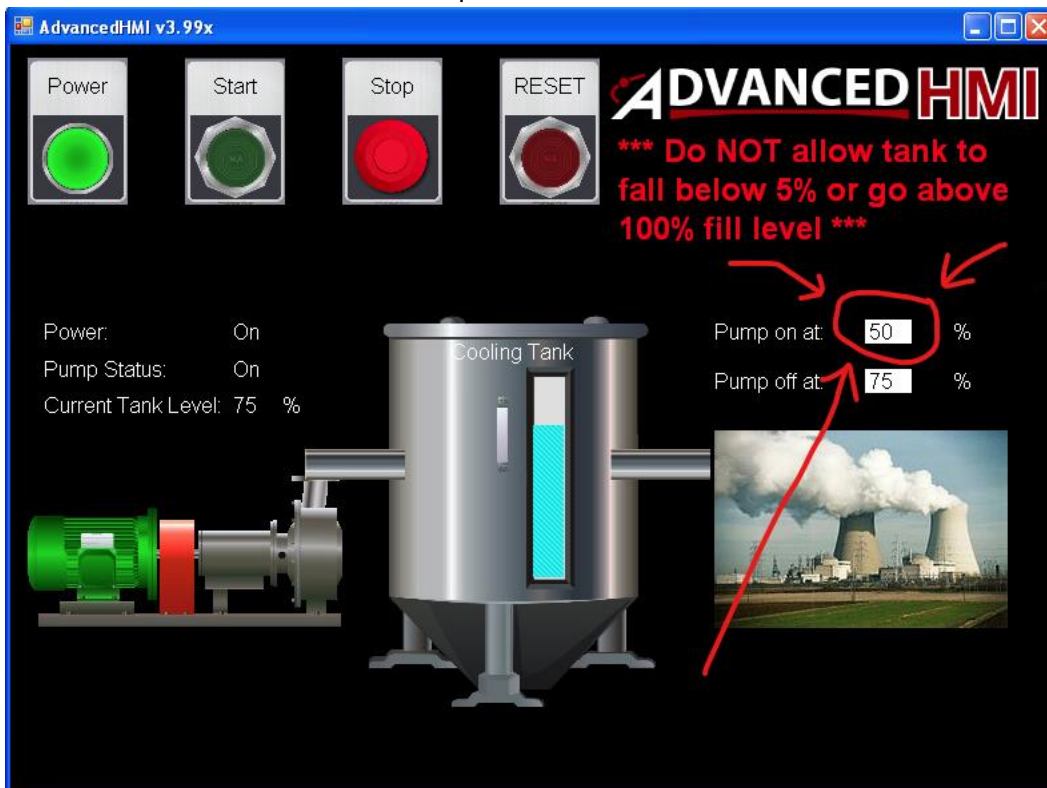 AdvancedHMI v3.99x
Power
Start
Stop
RESET
ADVANCED HMI
*** Do NOT allow tank to
fall below 5% or go above
100% fill level ***
Power: On
Pump Status: On
Current Tank Level: 75 %
Cooling Tank
Pump on at: 50 %
Pump off at: 75 %